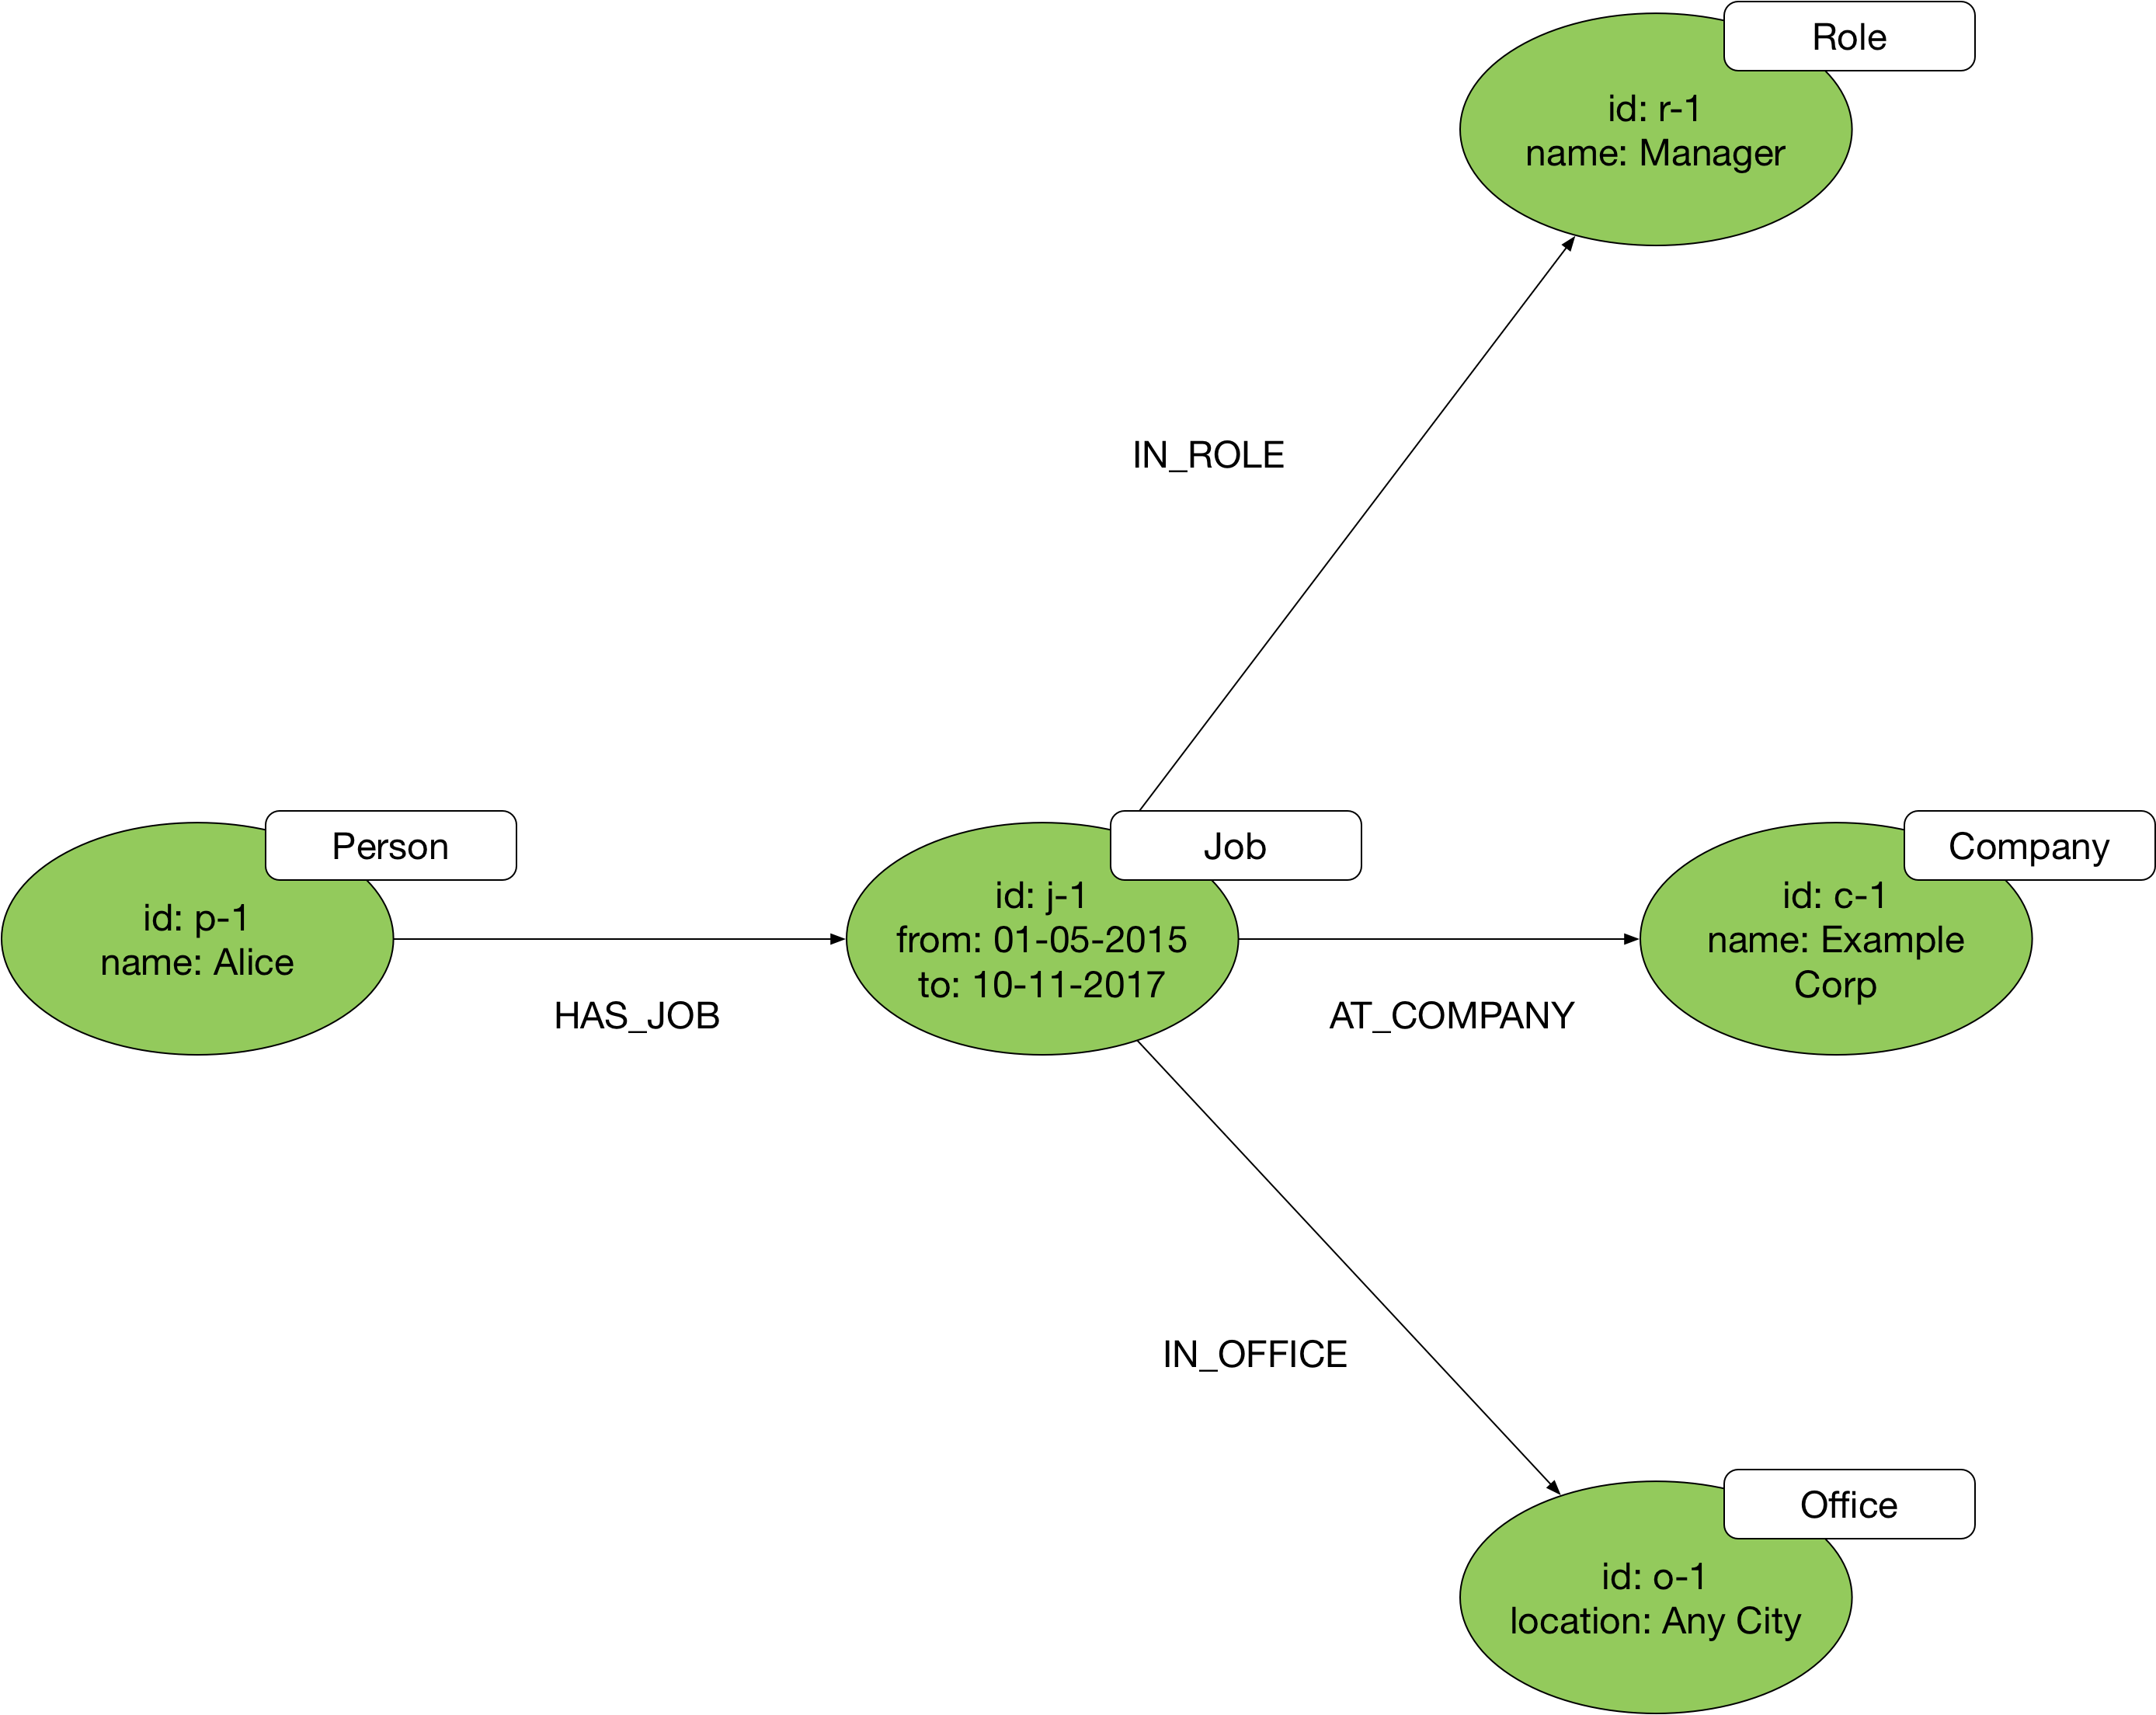 Role
id: r-1
name: Manager
IN_ROLE
Person
id: p-1
name: Alice
HAS_JOB
Job
id: j-1
from: 01-05-2015
to: 10-11-2017
AT_COMPANY
Company
id: c-1
name: Example
Corp
IN_OFFICE
Office
id: o-1
location: Any City